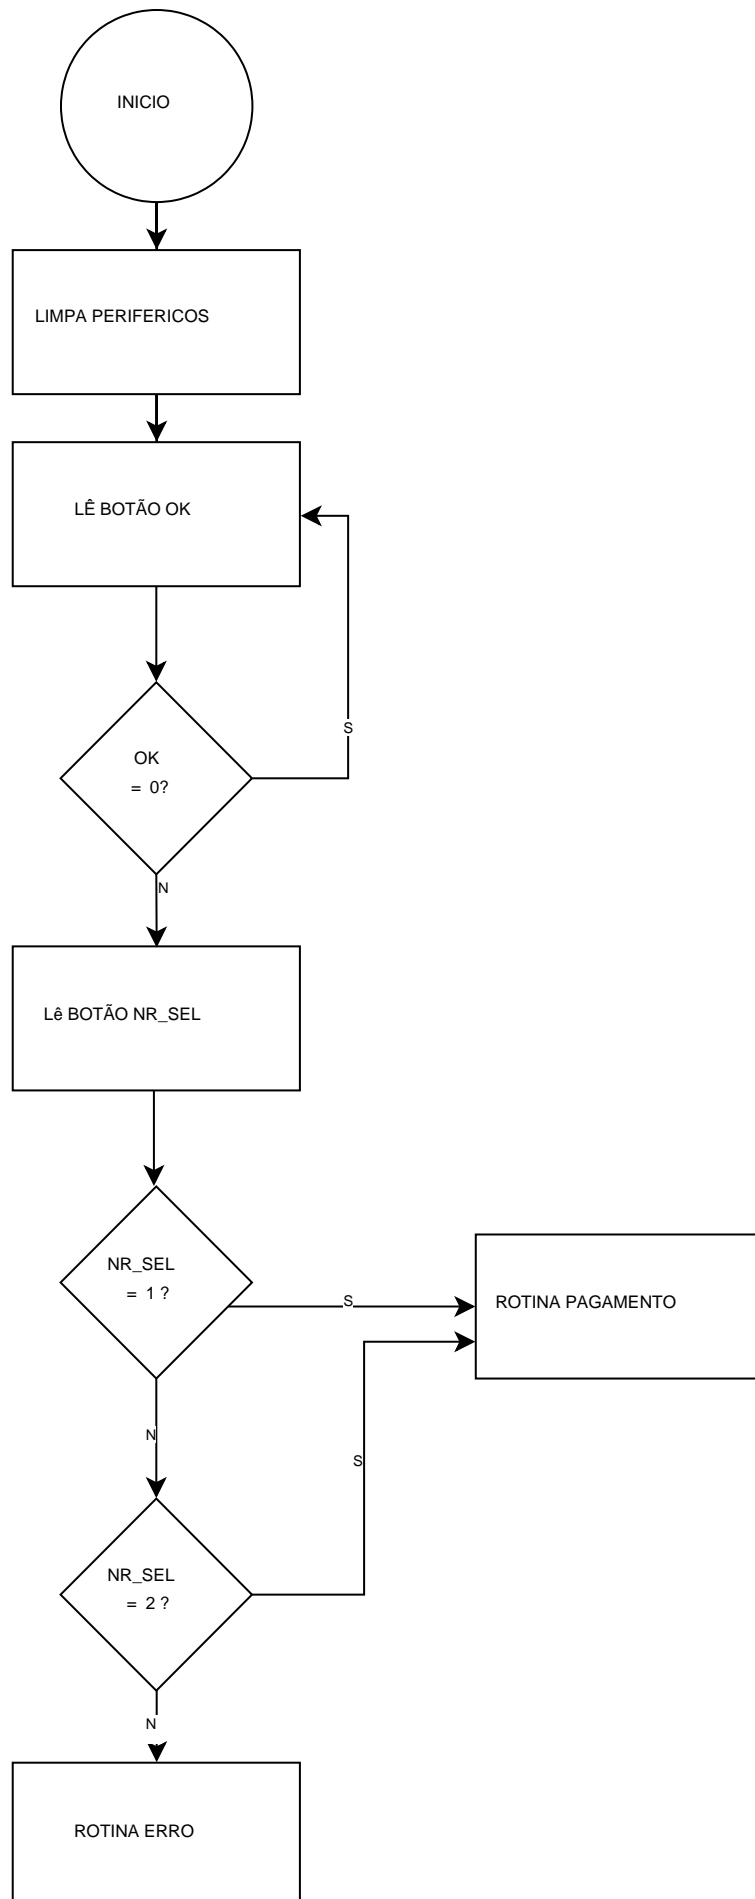 INICIO
LIMPA PERIFERICOS
LÊ BOTÃO OK
S
OK
= 0?
N
Lê BOTÃO NR_SEL
NR_SEL
= 1 ?
S
ROTINA PAGAMENTO
N
S
NR_SEL
= 2 ?
N
ROTINA ERRO